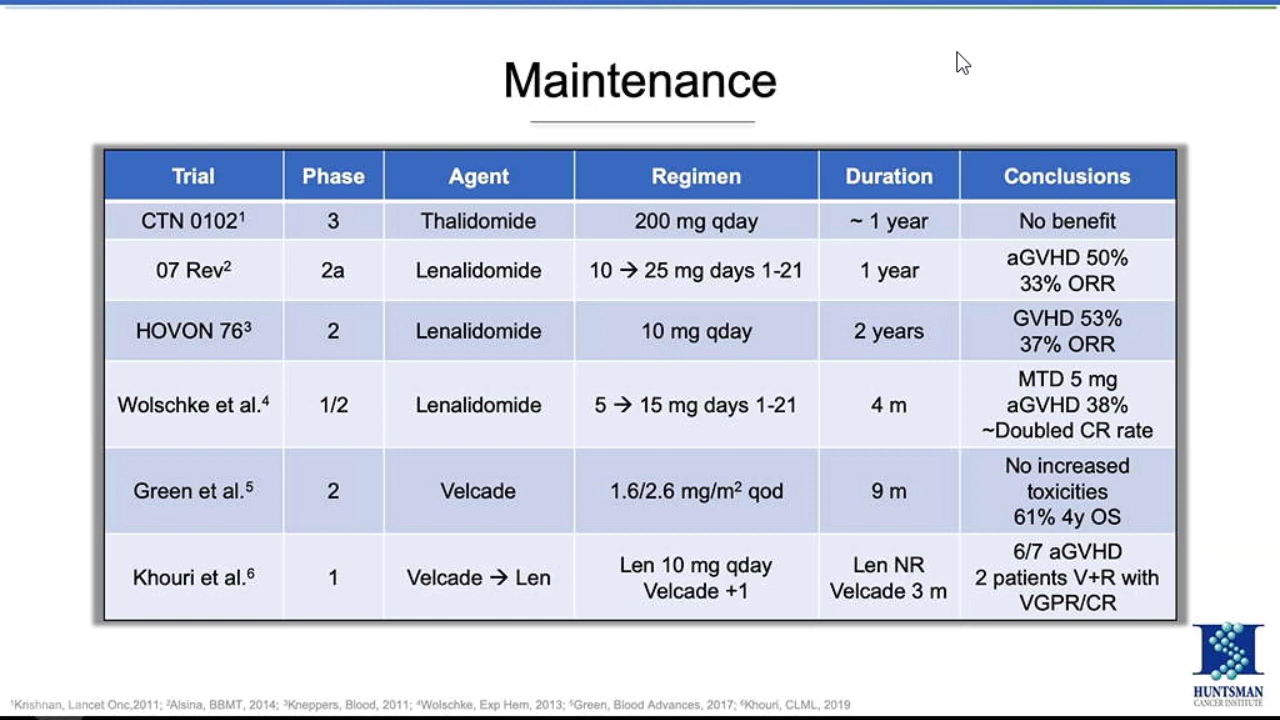 Maintenance
Trial Phase Agent Regimen Duration Conclusions
CTN 0102¹ 3 Thalidomide 200 mg qday ~ 1 year No benefit
07 Rev² 2a Lenalidomide 10 → 25 mg days 1-21 1 year aGVHD 50%
33% ORR
HOVON 76³ 2 Lenalidomide 10 mg qday 2 years GVHD 53%
37% ORR
Wolschke et al.⁴ 1/2 Lenalidomide 5 → 15 mg days 1-21 4 m MTD 5 mg
aGVHD 38%
~Doubled CR rate
Green et al.⁵ 2 Velcade 1.6/2.6 mg/m² qod 9 m No increased
toxicities
61% 4y OS
Khouri et al.⁶ 1 Velcade → Len Len 10 mg qday
Velcade +1
Len NR
Velcade 3 m
6/7 aGVHD
2 patients V+R with
VGPR/CR
HUNTSMAN
CANCER INSTITUTE
¹Krishnan, Lancet Onc,2011; ²Alsina, BBMT, 2014; ³Kneppers, Blood, 2011; ⁴Wolschke, Exp Hem, 2013; ⁵Green, Blood Advances, 2017; ⁶Khouri, CLML, 2019